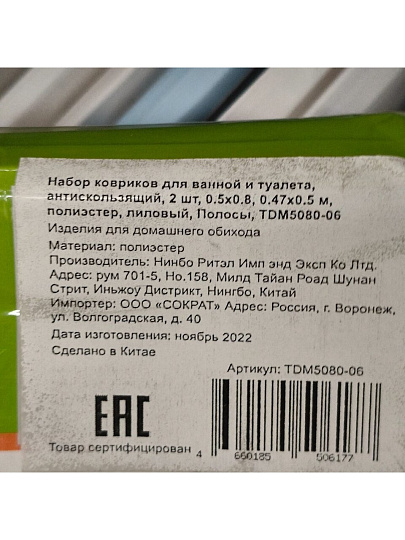 Набор ковриков для ванной и туалета,
антискользящий, 2 шт, 0.5x0.8, 0.47x0.5 м,
полиэстер, лиловый, Полосы, TDM5080-06
Изделия для домашнего обихода
Материал: полиэстер
Производитель: Нинбо Ритэл Имп энд Эксп Ко Лтд.
Адрес: рум 701-5, Но.158, Милд Тайан Роад Шунан
Стрит, Иньжоу Дистрикт, Нингбо, Китай
Импортер: ООО «СОКРАТ» Адрес: Россия, г. Воронеж,
ул. Волгоградская, д. 40
Дата изготовления: ноябрь 2022
Сделано в Китае
Артикул: TDM5080-06
EAC
Товар сертифицирован
4 660185 506177